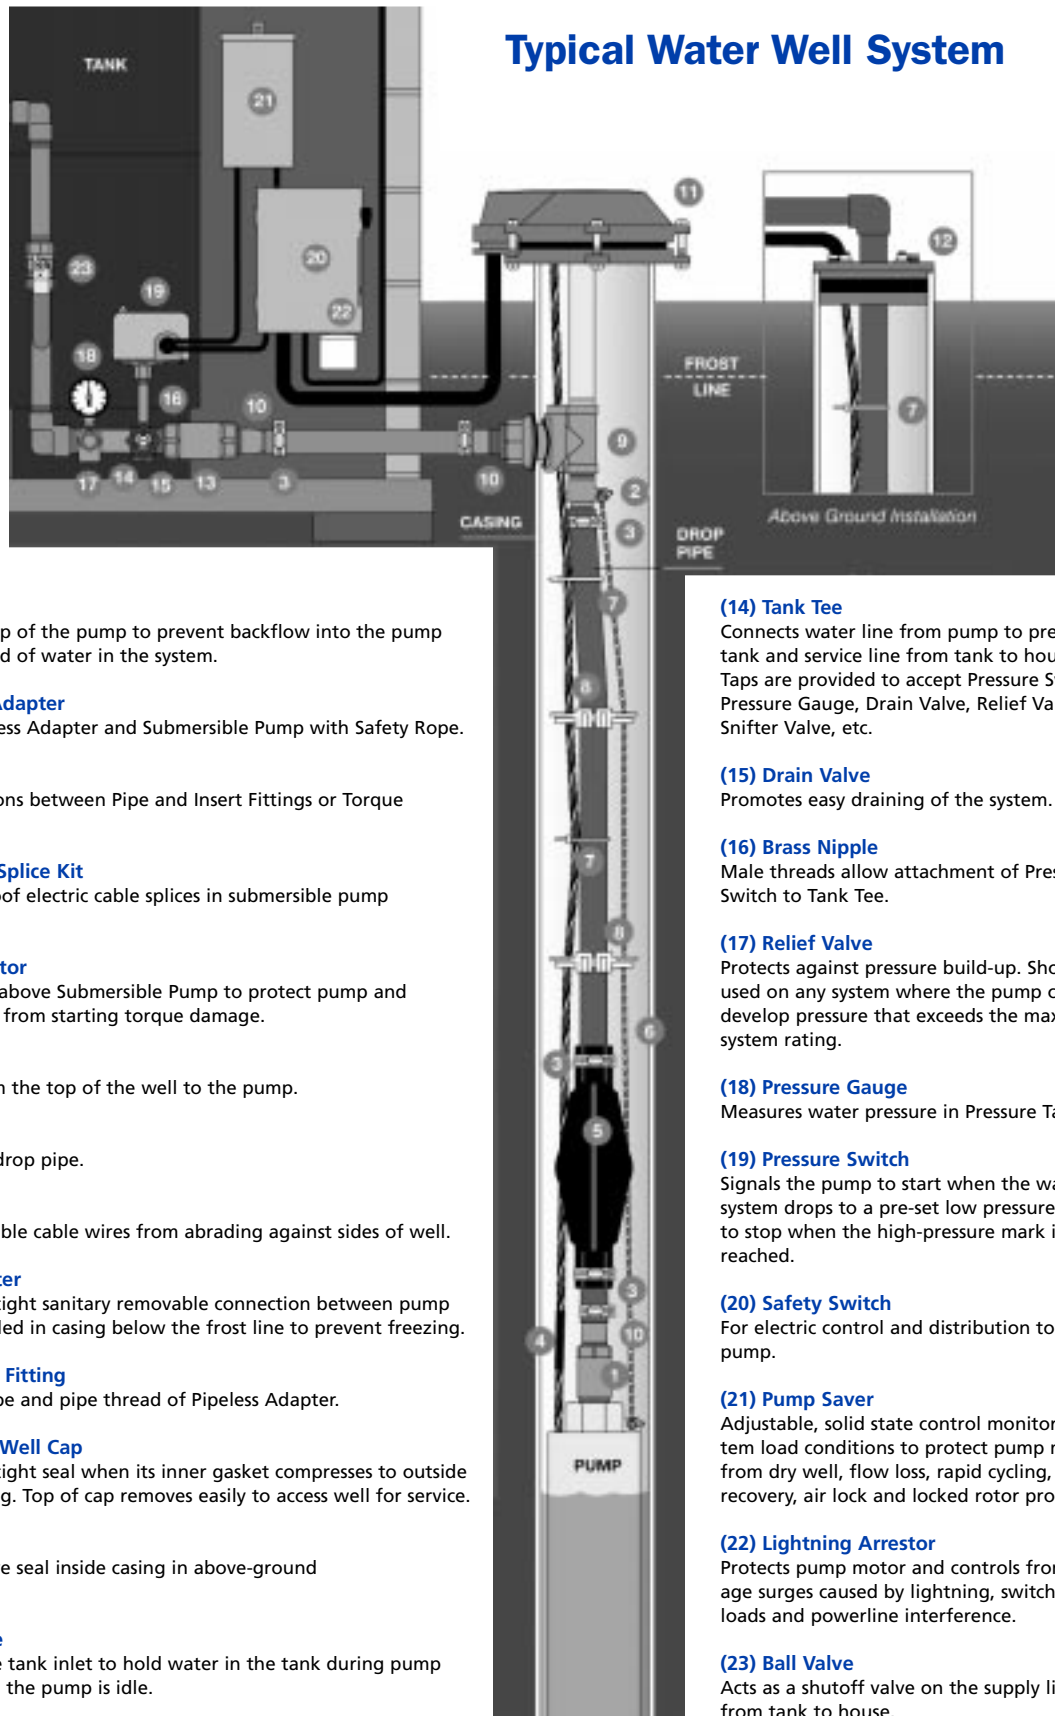 Typical Water Well System
TANK
21
11
12
20
23
19
22
18
FROST
LINE
16
10
7
9
17
14
15
13
3
10
2
CASING
3
DROP
PIPE
Above Ground Installation
7
8
7
8
6
3
5
3
4
10
1
PUMP
p of the pump to prevent backflow into the pump
d of water in the system.
Adapter
ess Adapter and Submersible Pump with Safety Rope.
ons between Pipe and Insert Fittings or Torque
Splice Kit
oof electric cable splices in submersible pump
tor
above Submersible Pump to protect pump and
from starting torque damage.
n the top of the well to the pump.
drop pipe.
ble cable wires from abrading against sides of well.
ter
tight sanitary removable connection between pump
led in casing below the frost line to prevent freezing.
Fitting
pe and pipe thread of Pipeless Adapter.
Well Cap
tight seal when its inner gasket compresses to outside
g. Top of cap removes easily to access well for service.
e seal inside casing in above-ground
e
e tank inlet to hold water in the tank during pump
the pump is idle.
(14) Tank Tee
Connects water line from pump to pre
tank and service line from tank to hou
Taps are provided to accept Pressure S
Pressure Gauge, Drain Valve, Relief Va
Snifter Valve, etc.
(15) Drain Valve
Promotes easy draining of the system.
(16) Brass Nipple
Male threads allow attachment of Pres
Switch to Tank Tee.
(17) Relief Valve
Protects against pressure build-up. Sho
used on any system where the pump c
develop pressure that exceeds the max
system rating.
(18) Pressure Gauge
Measures water pressure in Pressure Ta
(19) Pressure Switch
Signals the pump to start when the wa
system drops to a pre-set low pressure
to stop when the high-pressure mark i
reached.
(20) Safety Switch
For electric control and distribution to
pump.
(21) Pump Saver
Adjustable, solid state control monitor
tem load conditions to protect pump m
from dry well, flow loss, rapid cycling,
recovery, air lock and locked rotor pro
(22) Lightning Arrestor
Protects pump motor and controls fron
age surges caused by lightning, switch
loads and powerline interference.
(23) Ball Valve
Acts as a shutoff valve on the supply li
from tank to house.